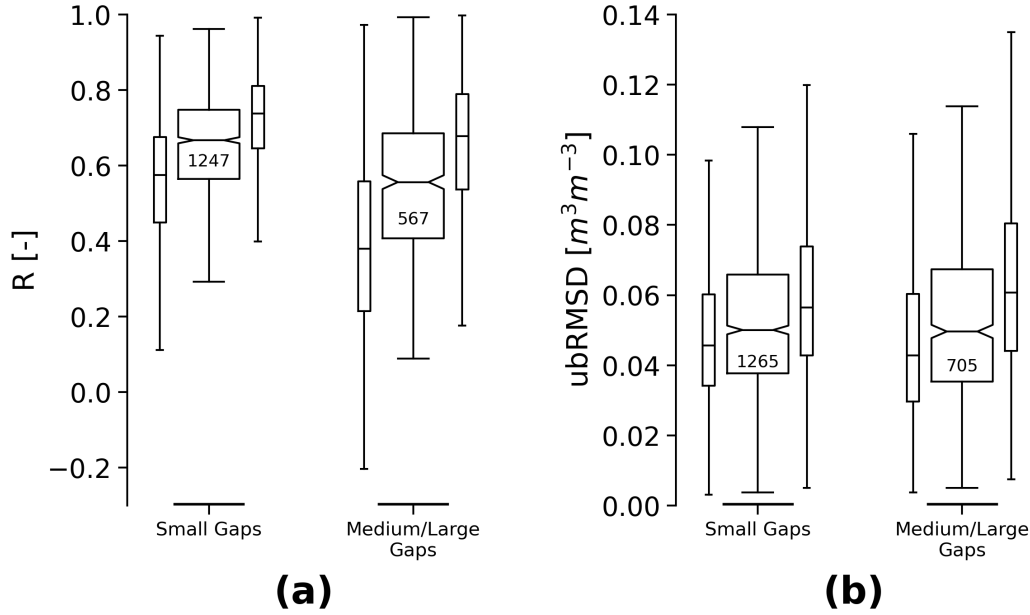 1.0
0.8
0.6
0.4
0.2
0.0
−0.2
R [-]
1247
567
Small Gaps
Medium/Large
Gaps
(a)
0.14
0.12
0.10
0.08
0.06
0.04
0.02
0.00
ubRMSD [m³m⁻³]
1265
705
Small Gaps
Medium/Large
Gaps
(b)